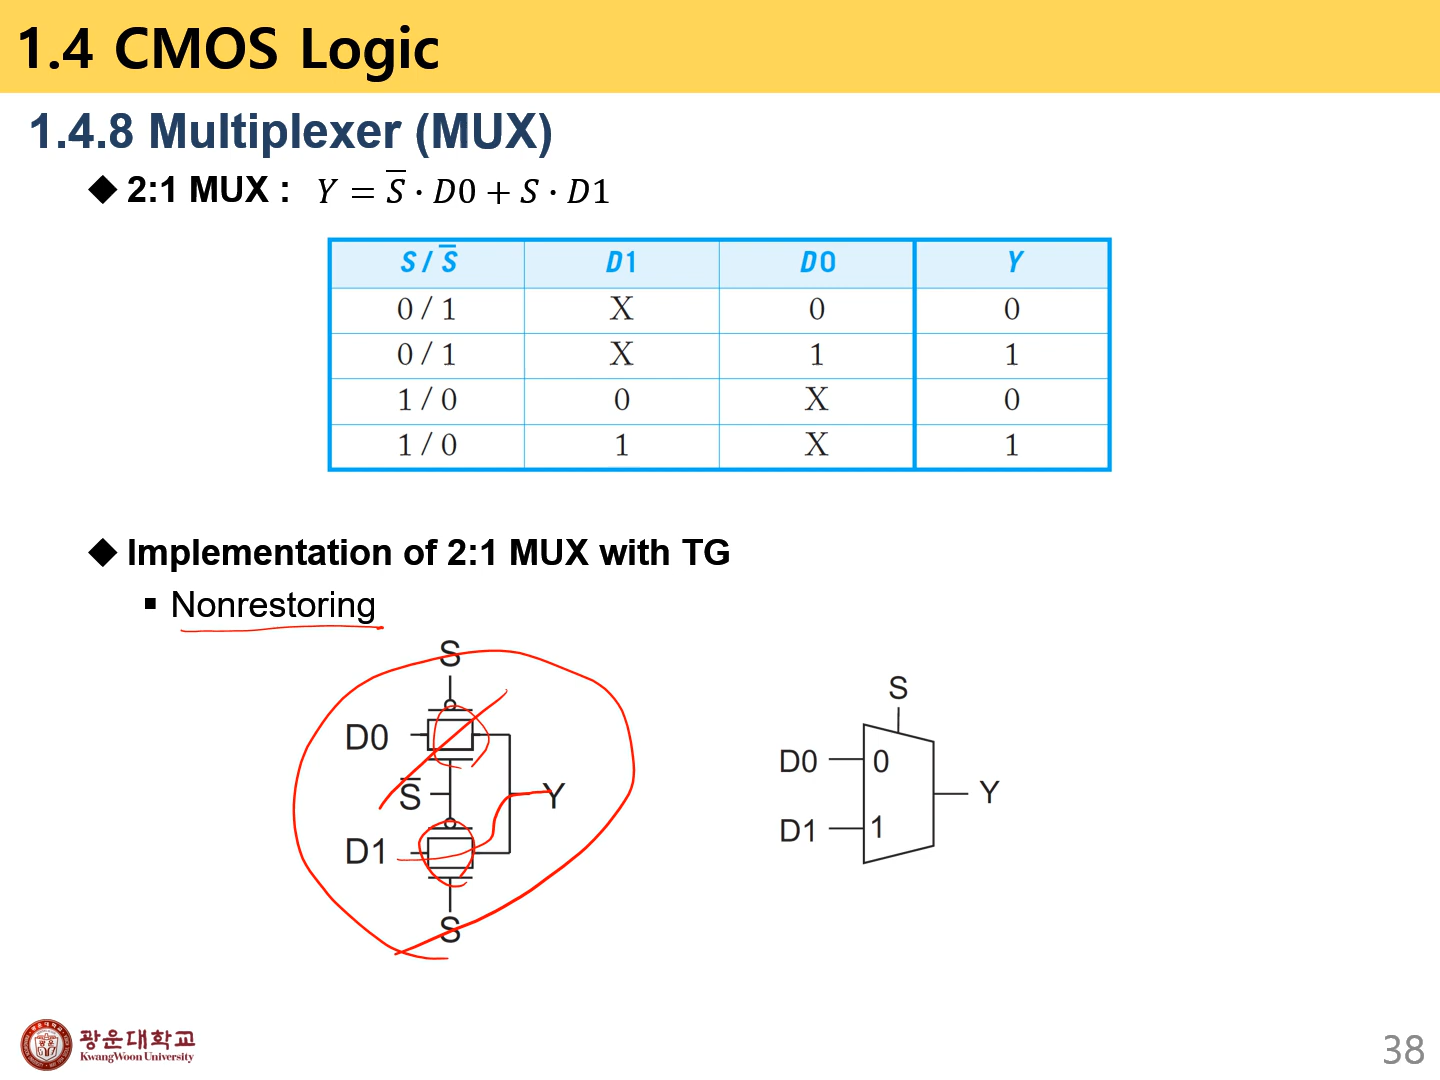 1.4 CMOS Logic
1.4.8 Multiplexer (MUX)
◆ 2:1 MUX : Y = S̅ · D0 + S · D1
S / S̅ D1 D0 Y
0 / 1 X 0 0
0 / 1 X 1 1
1 / 0 0 X 0
1 / 0 1 X 1
◆ Implementation of 2:1 MUX with TG
▪ Nonrestoring
S
D0
S̅ Y
D1
S
S
D0 0
Y
D1 1
광운대학교
KwangWoon University
38